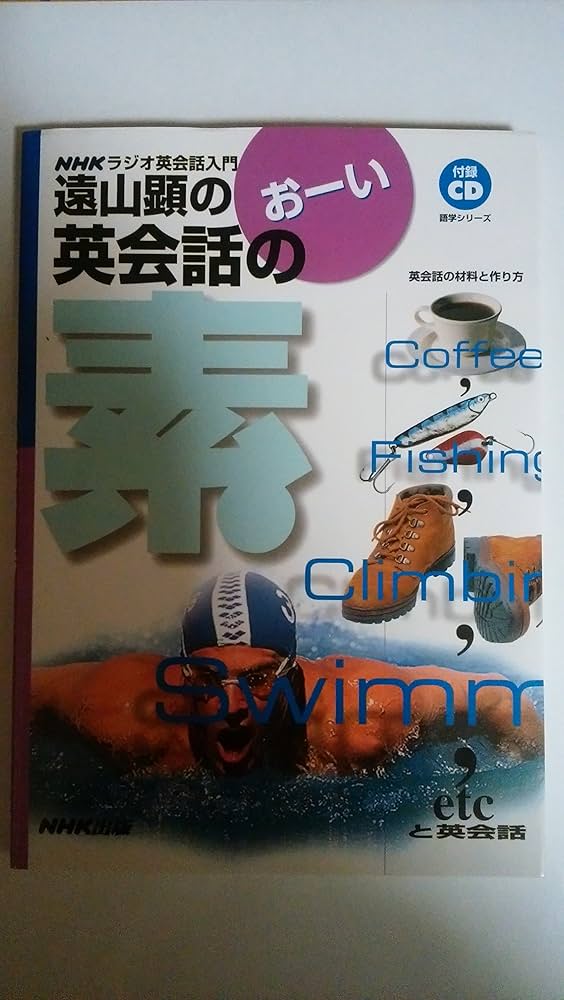 NHKラジオ英会話入門
遠山顕の
おーい
英会話の
素
付録
CD
語学シリーズ
英会話の材料と作り方
Coffee
,
Fishing
,
Climbin
,
Swimm
,
etc
と英会話
NHK出版